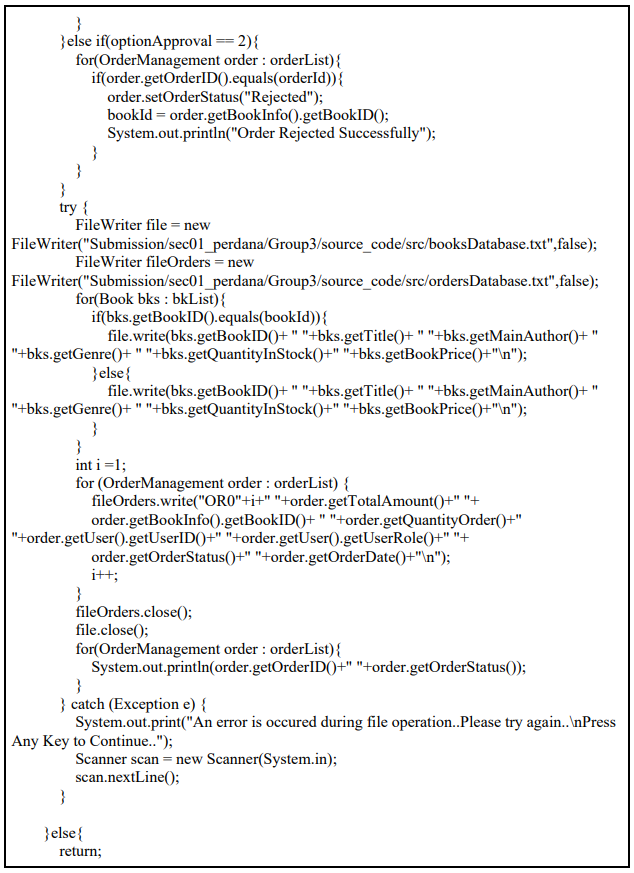 }
}else if(optionApproval == 2){
for(OrderManagement order : orderList){
if(order.getOrderID().equals(orderId)){
order.setOrderStatus("Rejected");
bookId = order.getBookInfo().getBookID();
System.out.println("Order Rejected Successfully");
}
}
}
try {
FileWriter file = new
FileWriter("Submission/sec01_perdana/Group3/source_code/src/booksDatabase.txt",false);
FileWriter fileOrders = new
FileWriter("Submission/sec01_perdana/Group3/source_code/src/ordersDatabase.txt",false);
for(Book bks : bkList){
if(bks.getBookID().equals(bookId)){
file.write(bks.getBookID()+ " "+bks.getTitle()+ " "+bks.getMainAuthor()+ "
"+bks.getGenre()+ " "+bks.getQuantityInStock()+" "+bks.getBookPrice()+"\n");
}else{
file.write(bks.getBookID()+ " "+bks.getTitle()+ " "+bks.getMainAuthor()+ "
"+bks.getGenre()+ " "+bks.getQuantityInStock()+" "+bks.getBookPrice()+"\n");
}
}
int i =1;
for (OrderManagement order : orderList) {
fileOrders.write("OR0"+i+" "+order.getTotalAmount()+" "+
order.getBookInfo().getBookID()+ " "+order.getQuantityOrder()+"
"+order.getUser().getUserID()+" "+order.getUser().getUserRole()+" "+
order.getOrderStatus()+" "+order.getOrderDate()+"\n");
i++;
}
fileOrders.close();
file.close();
for(OrderManagement order : orderList){
System.out.println(order.getOrderID()+" "+order.getOrderStatus());
}
} catch (Exception e) {
System.out.print("An error is occured during file operation..Please try again..\nPress
Any Key to Continue..");
Scanner scan = new Scanner(System.in);
scan.nextLine();
}
}else{
return;